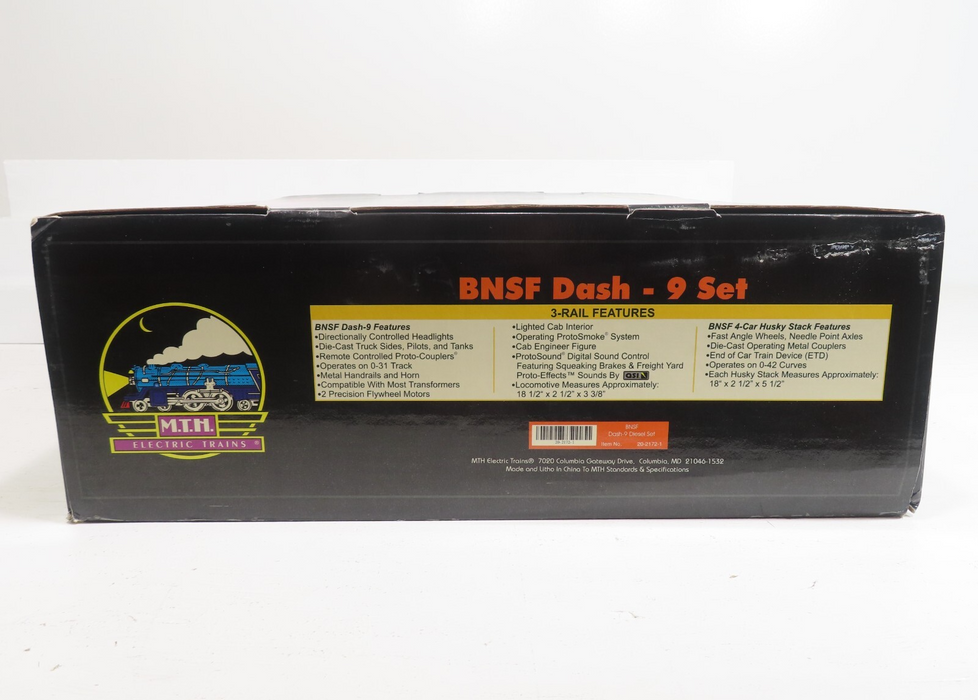 BNSF Dash - 9 Set
3-RAIL FEATURES
BNSF Dash-9 Features
•Directionally Controlled Headlights
•Die-Cast Truck Sides, Pilots, and Tanks
•Remote Controlled Proto-Couplers®
•Operates on 0-31 Track
•Metal Handrails and Horn
•Compatible With Most Transformers
•2 Precision Flywheel Motors
•Lighted Cab Interior
•Operating ProtoSmoke® System
•Cab Engineer Figure
•ProtoSound® Digital Sound Control
Featuring Squeaking Brakes & Freight Yard
Proto-Effects™ Sounds By
•Locomotive Measures Approximately:
18 1/2" x 2 1/2" x 3 3/8"
BNSF 4-Car Husky Stack Features
•Fast Angle Wheels, Needle Point Axles
•Die-Cast Operating Metal Couplers
•End of Car Train Device (ETD)
•Operates on 0-42 Curves
•Each Husky Stack Measures Approximately:
18" x 2 1/2" x 5 1/2"
M.T.H.
ELECTRIC TRAINS ®
BNSF
Dash-9 Diesel Set
Item No. 20-2172-1
MTH Electric Trains® 7020 Columbia Gateway Drive, Columbia, MD 21046-1532
Made and Litho In China To MTH Standards & Specifications